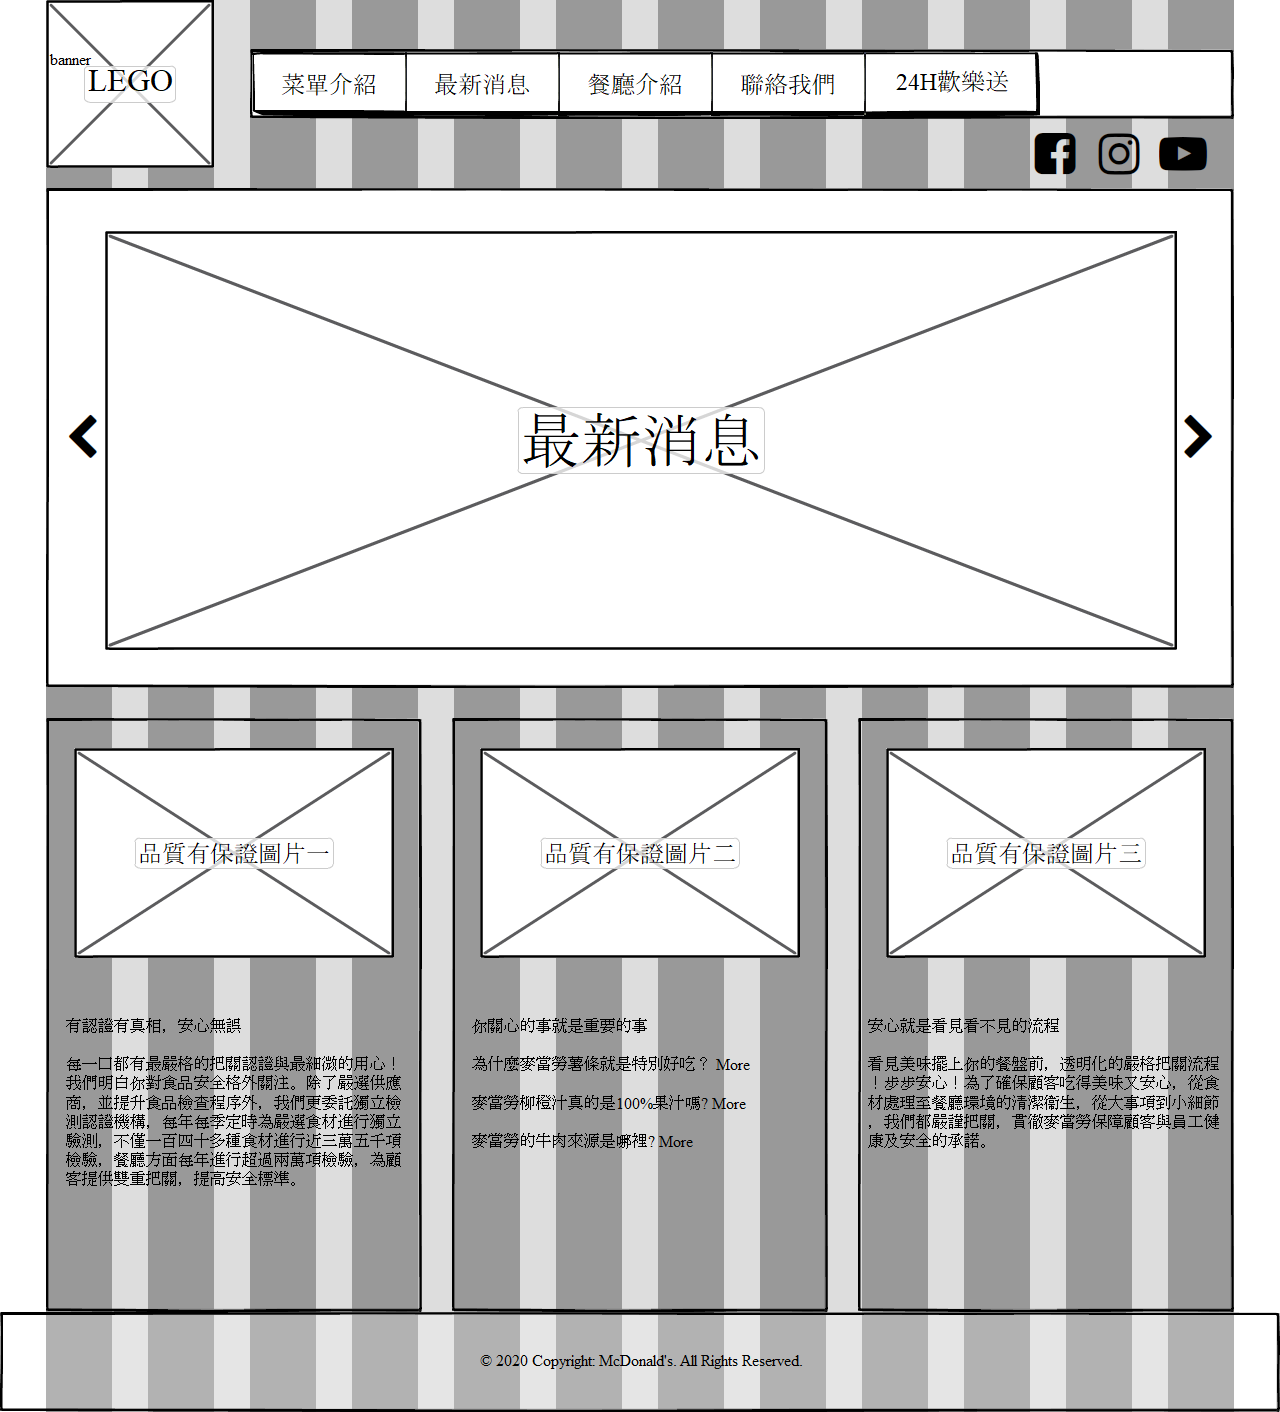 banner
LEGO
菜單介紹
最新消息
餐廳介紹
聯絡我們
24H歡樂送
最新消息
品質有保證圖片一
品質有保證圖片二
品質有保證圖片三
有認證有真相，安心無誤
每一口都有最嚴格的把關認證與最細微的用心！
我們明白你對食品安全格外關注。除了嚴選供應
商，並提升食品檢查程序外，我們更委託獨立檢
測認證機構，每年每季定時為嚴選食材進行獨立
驗測，不僅一百四十多種食材進行近三萬五千項
檢驗，餐廳方面每年進行超過兩萬項檢驗，為顧
客提供雙重把關，提高安全標準。
你關心的事就是重要的事
為什麼麥當勞薯條就是特別好吃？ More
麥當勞柳橙汁真的是100%果汁嗎? More
麥當勞的牛肉來源是哪裡? More
安心就是看見看不見的流程
看見美味擺上你的餐盤前，透明化的嚴格把關流程
！步步安心！為了確保顧客吃得美味又安心，從食
材處理至餐廳環境的清潔衛生，從大事項到小細節
，我們都嚴謹把關，貫徹麥當勞保障顧客與員工健
康及安全的承諾。
© 2020 Copyright: McDonald's. All Rights Reserved.